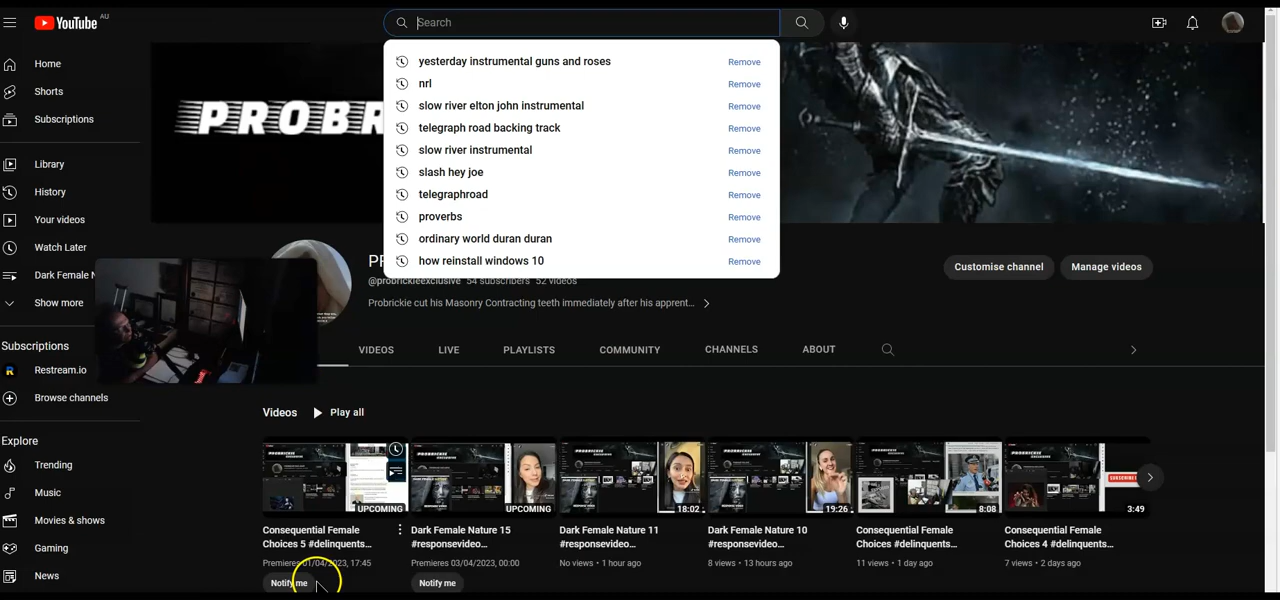 YouTube AU
Search
Home
Shorts
Subscriptions
Library
History
Your videos
Watch Later
Dark Female N
Show more
Subscriptions
Restream.io
Browse channels
Explore
Trending
Music
Movies & shows
Gaming
News
yesterday instrumental guns and roses Remove
nrl Remove
slow river elton john instrumental Remove
telegraph road backing track Remove
slow river instrumental Remove
slash hey joe Remove
telegraphroad Remove
proverbs Remove
ordinary world duran duran Remove
how reinstall windows 10 Remove
PROBR
@probrickieexclusive 54 subscribers 52 videos
Customise channel Manage videos
Probrickie cut his Masonry Contracting teeth immediately after his apprent...
VIDEOS LIVE PLAYLISTS COMMUNITY CHANNELS ABOUT
Videos Play all
UPCOMING
Consequential Female
Choices 5 #delinquents...
Premieres 01/04/2023, 17:45
Notify me
UPCOMING
Dark Female Nature 15
#responsevideo...
Premieres 03/04/2023, 00:00
Notify me
18:02
Dark Female Nature 11
#responsevideo...
No views • 1 hour ago
19:26
Dark Female Nature 10
#responsevideo...
8 views • 13 hours ago
8:08
Consequential Female
Choices #delinquents...
11 views • 1 day ago
SUBSCRIBE
3:49
Consequential Female
Choices 4 #delinquents...
7 views • 2 days ago